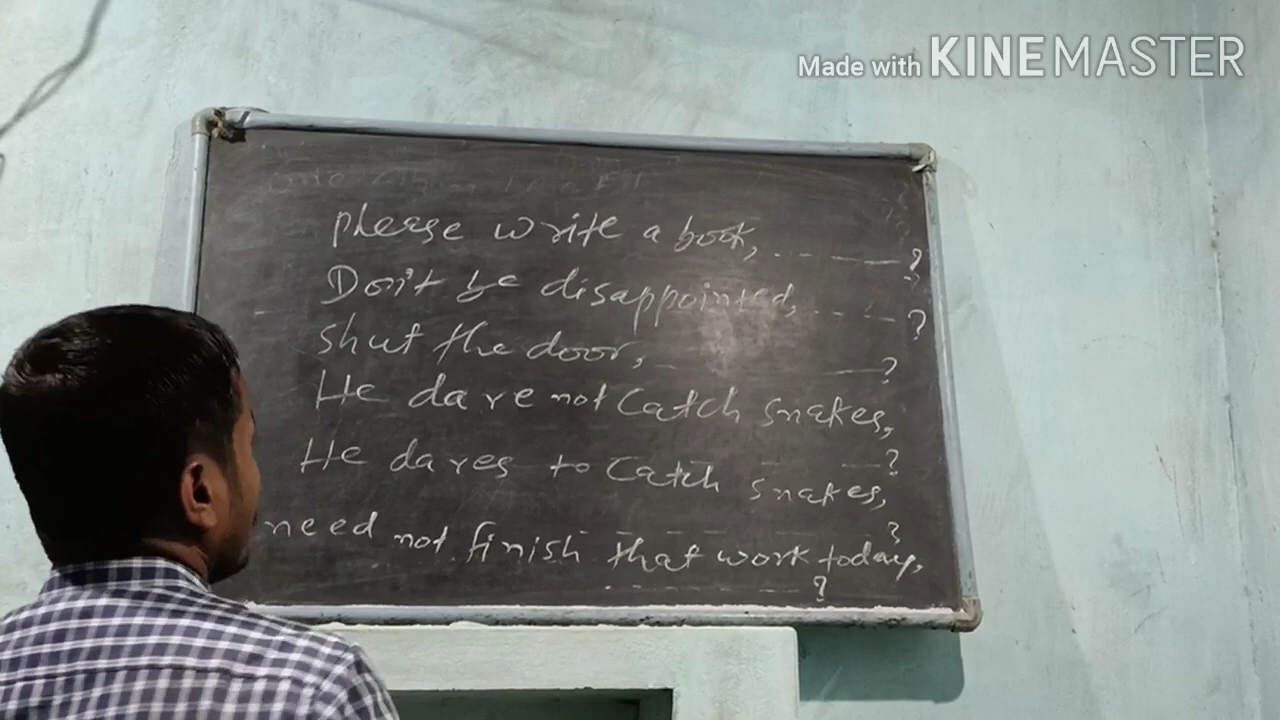 Made with KINEMASTER
please write a book, ?
Don't be disappointed, ?
shut the door, ?
He dare not catch snakes,
?
He dares to catch snakes,
?
need not finish that work today,
?